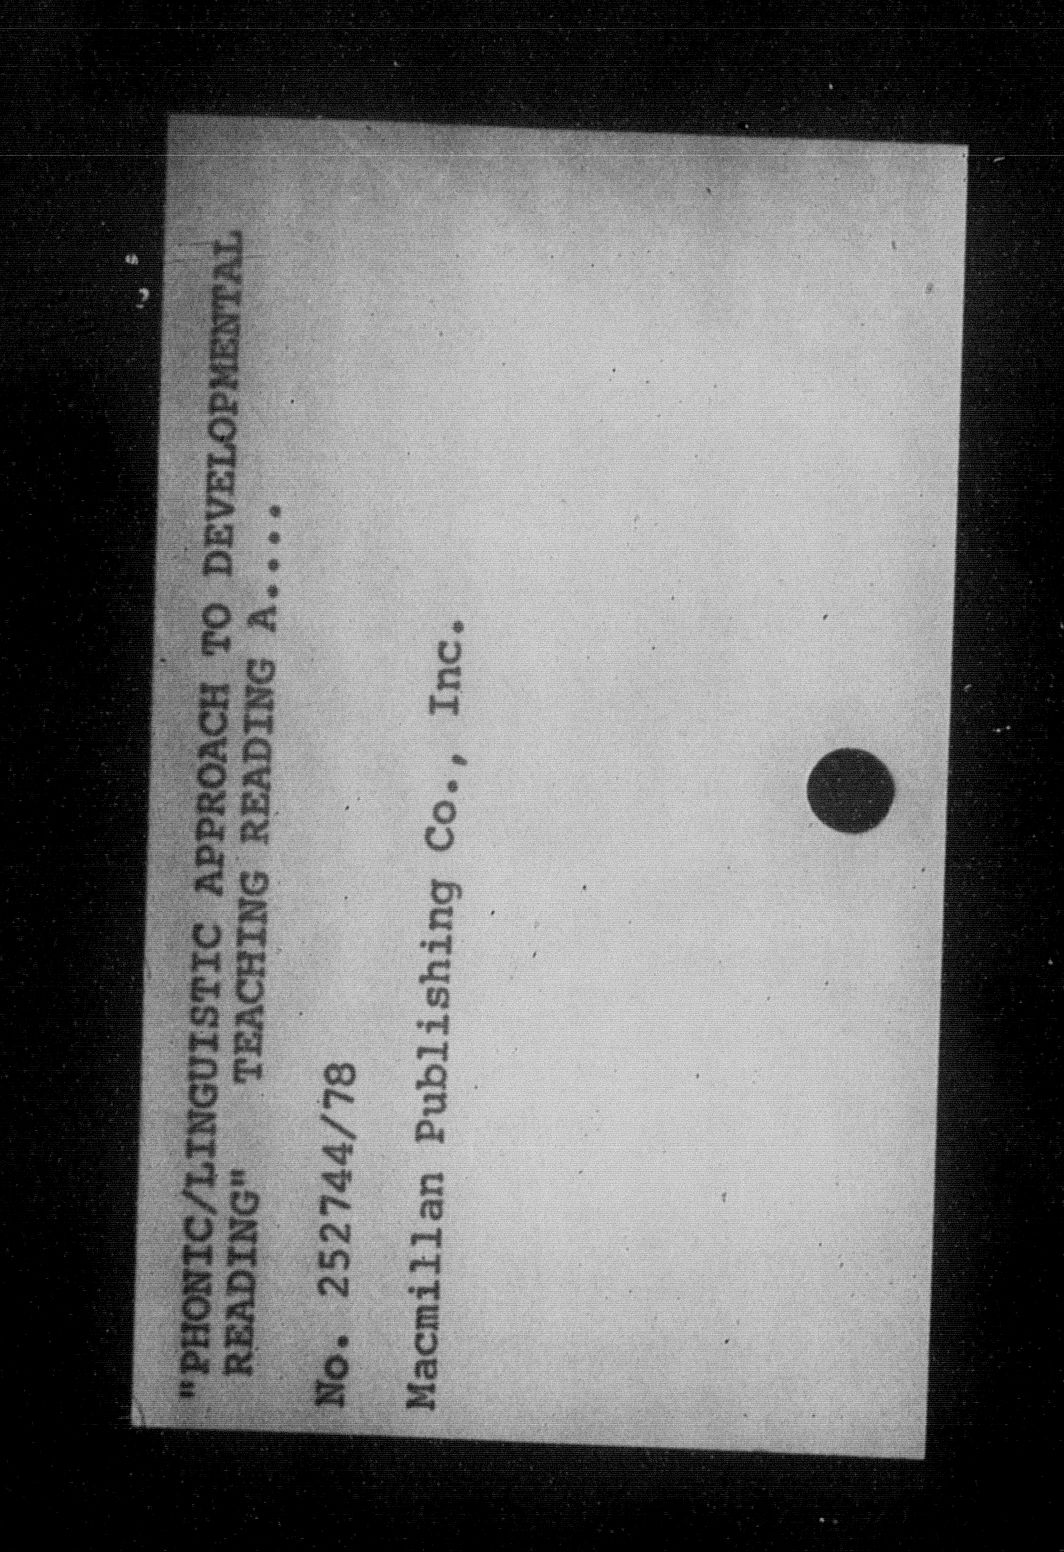 "PHONIC/LINGUISTIC APPROACH TO DEVELOPMENTAL
READING" TEACHING READING A....
No. 252744/78
Macmillan Publishing Co., Inc.